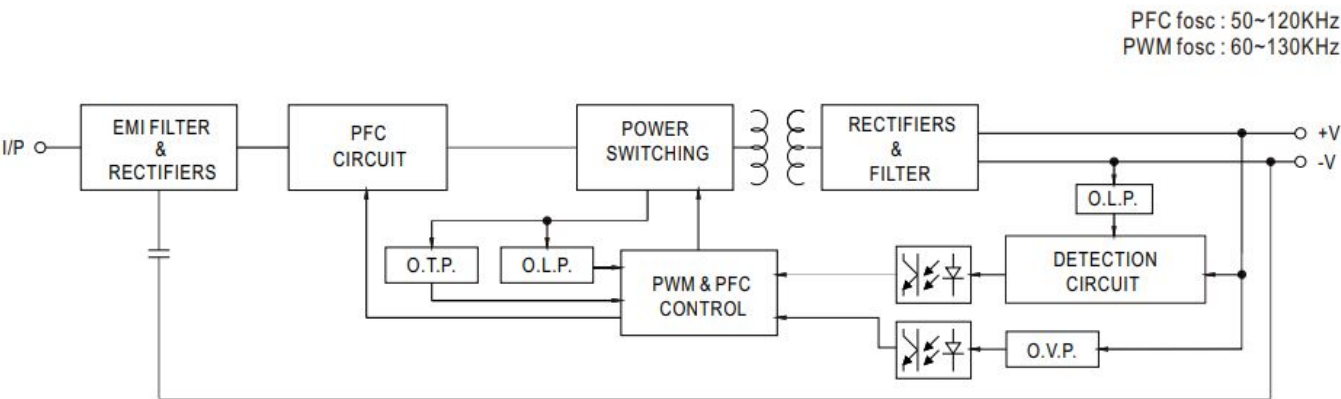 PFC fosc : 50~120KHz
PWM fosc : 60~130KHz
I/P
EMI FILTER
&
RECTIFIERS
PFC
CIRCUIT
POWER
SWITCHING
RECTIFIERS
&
FILTER
+V
-V
O.L.P.
O.T.P.
O.L.P.
PWM & PFC
CONTROL
DETECTION
CIRCUIT
O.V.P.